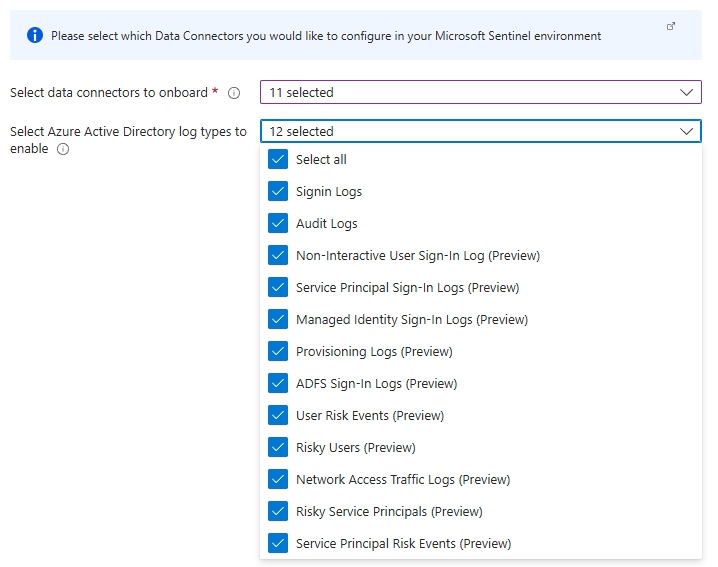 Please select which Data Connectors you would like to configure in your Microsoft Sentinel environment
Select data connectors to onboard *
11 selected
Select Azure Active Directory log types to
enable
12 selected
Select all
Signin Logs
Audit Logs
Non-Interactive User Sign-In Log (Preview)
Service Principal Sign-In Logs (Preview)
Managed Identity Sign-In Logs (Preview)
Provisioning Logs (Preview)
ADFS Sign-In Logs (Preview)
User Risk Events (Preview)
Risky Users (Preview)
Network Access Traffic Logs (Preview)
Risky Service Principals (Preview)
Service Principal Risk Events (Preview)